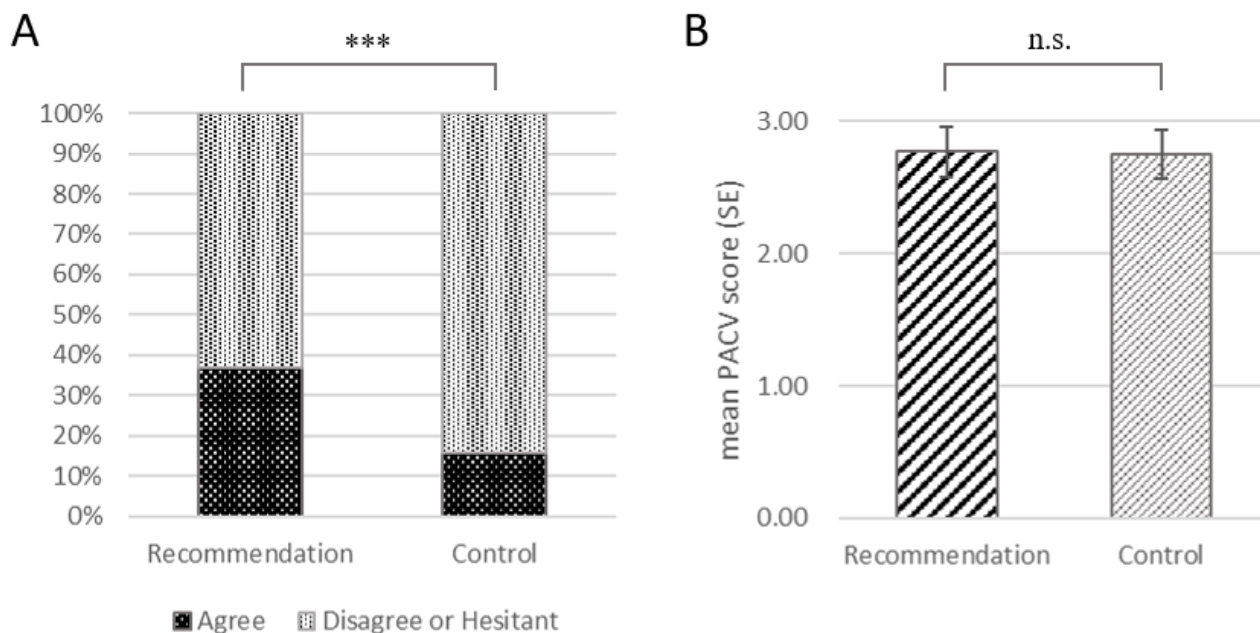 A
***
100%
90%
80%
70%
60%
50%
40%
30%
20%
10%
0%
Recommendation Control
Agree Disagree or Hesitant
B
n.s.
mean PACV score (SE)
3.00
2.00
1.00
0.00
Recommendation Control